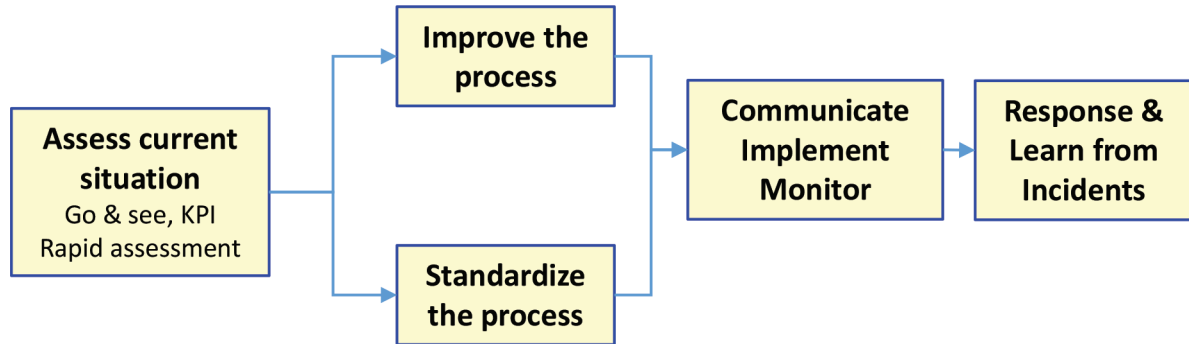 Assess current
situation
Go & see, KPI
Rapid assessment
Improve the
process
Standardize
the process
Communicate
Implement
Monitor
Response &
Learn from
Incidents